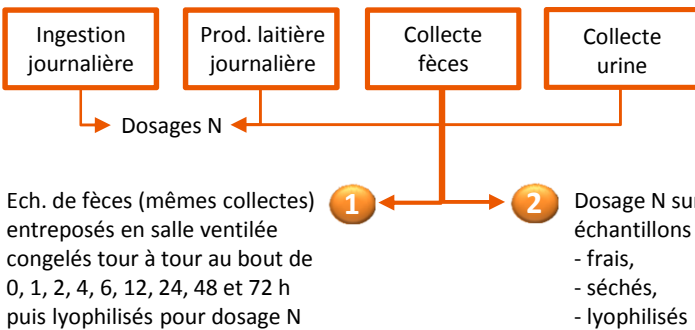 Ingestion
journalière
Prod. laitière
journalière
Collecte
fèces
Collecte
urine
Dosages N
Ech. de fèces (mêmes collectes)
entreposés en salle ventilée
congelés tour à tour au bout de
0, 1, 2, 4, 6, 12, 24, 48 et 72 h
puis lyophilisés pour dosage N
1
2
Dosage N sur
échantillons
- frais,
- séchés,
- lyophilisés